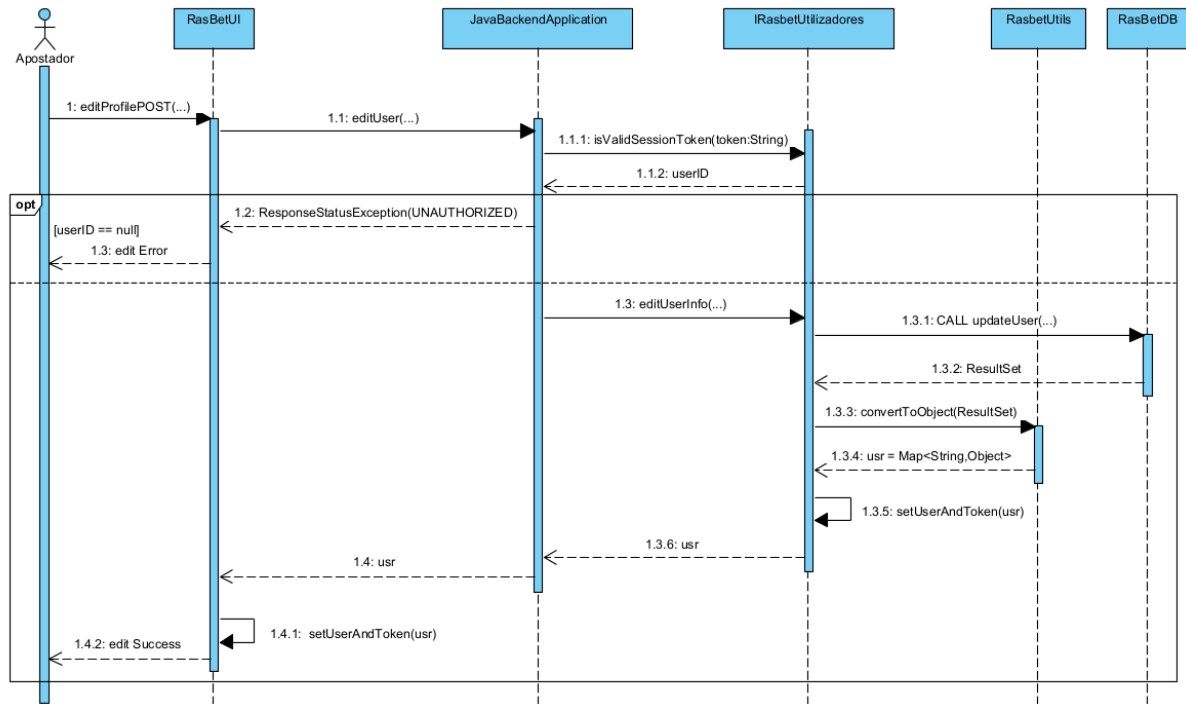 RasBetUI
JavaBackendApplication
IRasbetUtilizadores
RasbetUtils
RasBetDB
Apostador
1: editProfilePOST(...)
1.1: editUser(...)
1.1.1: isValidSessionToken(token:String)
1.1.2: userID
opt
1.2: ResponseStatusException(UNAUTHORIZED)
[userID == null]
1.3: edit Error
1.3: editUserInfo(...)
1.3.1: CALL updateUser(...)
1.3.2: ResultSet
1.3.3: convertToObject(ResultSet)
1.3.4: usr = Map<String,Object>
1.3.5: setUserAndToken(usr)
1.3.6: usr
1.4: usr
1.4.1: setUserAndToken(usr)
1.4.2: edit Success